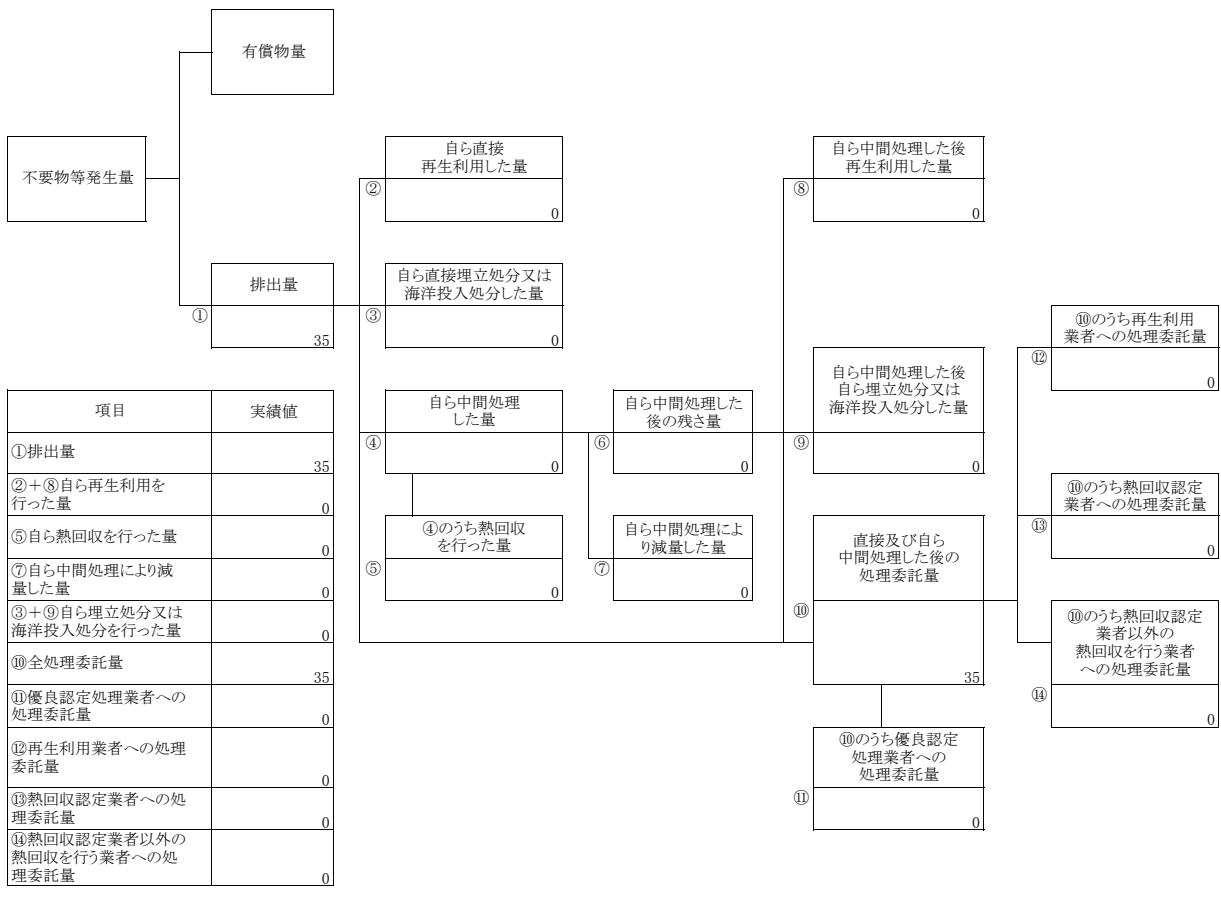 有償物量
不要物等発生量
排出量
①
35
自ら直接
再生利用した量
②
0
自ら直接埋立処分又は
海洋投入処分した量
③
0
自ら中間処理
した量
④
0
④のうち熱回収
を行った量
⑤
0
自ら中間処理した
後の残さ量
⑥
0
自ら中間処理によ
り減量した量
⑦
0
自ら中間処理した後
再生利用した量
⑧
0
自ら中間処理した後
自ら埋立処分又は
海洋投入処分した量
⑨
0
直接及び自ら
中間処理した後の
処理委託量
⑩
35
⑩のうち優良認定
処理業者への
処理委託量
⑪
0
⑩のうち再生利用
業者への処理委託量
⑫
0
⑩のうち熱回収認定
業者への処理委託量
⑬
0
⑩のうち熱回収認定
業者以外の
熱回収を行う業者
への処理委託量
⑭
0
項目 実績値
①排出量
35
②＋⑧自ら再生利用を
行った量
0
⑤自ら熱回収を行った量
0
⑦自ら中間処理により減
量した量
0
③＋⑨自ら埋立処分又は
海洋投入処分を行った量
0
⑩全処理委託量
35
⑪優良認定処理業者への
処理委託量
0
⑫再生利用業者への処理
委託量
0
⑬熱回収認定業者への処
理委託量
0
⑭熱回収認定業者以外の
熱回収を行う業者への処
理委託量
0